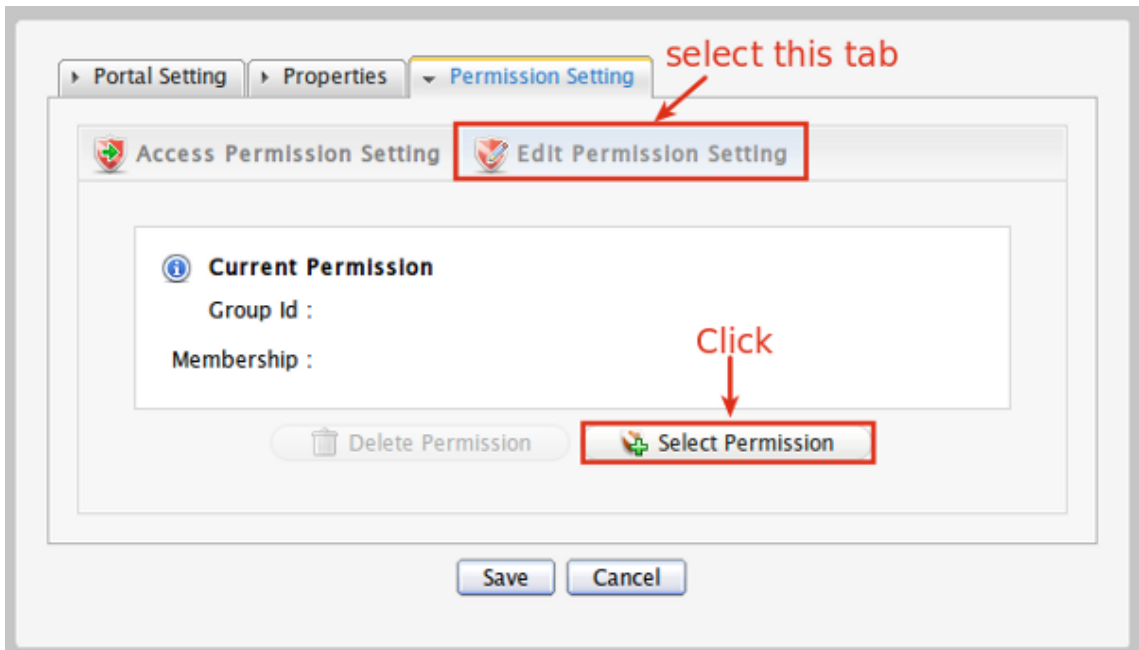 select this tab
Portal Setting
Properties
Permission Setting
Access Permission Setting
Edit Permission Setting
Current Permission
Group Id :
Membership :
Click
Delete Permission
Select Permission
Save
Cancel